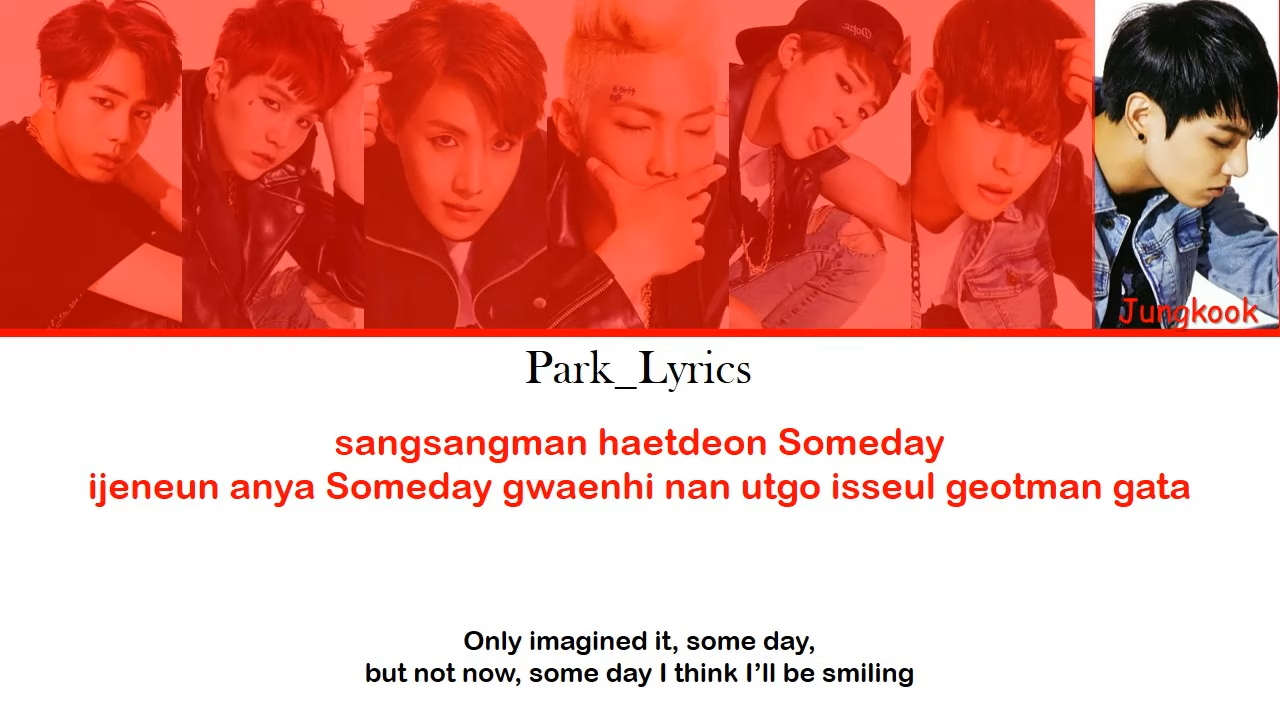 Jungkook
Park_Lyrics
sangsangman haetdeon Someday
ijeneun anya Someday gwaenhi nan utgo isseul geotman gata
Only imagined it, some day,
but not now, some day I think I’ll be smiling